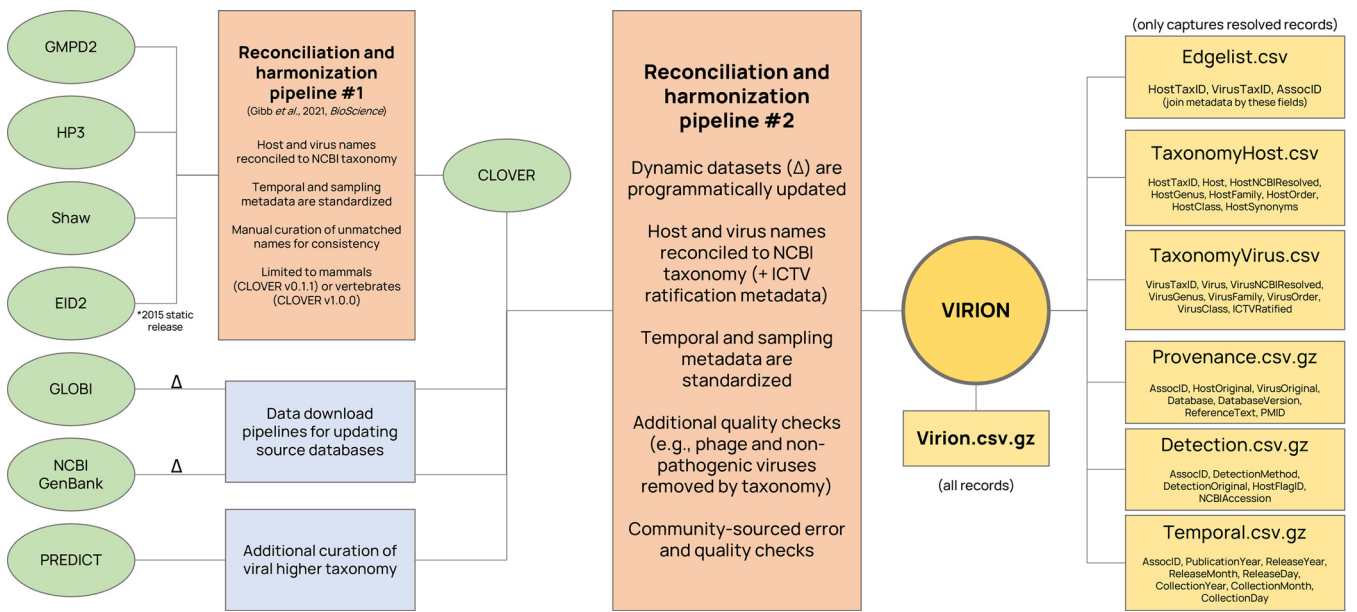 GMPD2
HP3
Shaw
EID2
*2015 static
release
GLOBI
Δ
NCBI
GenBank
Δ
PREDICT
Reconciliation and
harmonization
pipeline #1
(Gibb et al., 2021, BioScience)
Host and virus names
reconciled to NCBI taxonomy
Temporal and sampling
metadata are standardized
Manual curation of unmatched
names for consistency
Limited to mammals
(CLOVER v0.1.1) or vertebrates
(CLOVER v1.0.0)
Data download
pipelines for updating
source databases
Additional curation of
viral higher taxonomy
CLOVER
Reconciliation and
harmonization
pipeline #2
Dynamic datasets (Δ) are
programmatically updated
Host and virus names
reconciled to NCBI
taxonomy (+ ICTV
ratification metadata)
Temporal and sampling
metadata are
standardized
Additional quality checks
(e.g., phage and non-
pathogenic viruses
removed by taxonomy)
Community-sourced error
and quality checks
VIRION
Virion.csv.gz
(all records)
(only captures resolved records)
Edgelist.csv
HostTaxID, VirusTaxID, AssocID
(join metadata by these fields)
TaxonomyHost.csv
HostTaxID, Host, HostNCBIResolved,
HostGenus, HostFamily, HostOrder,
HostClass, HostSynonyms
TaxonomyVirus.csv
VirusTaxID, Virus, VirusNCBIResolved,
VirusGenus, VirusFamily, VirusOrder,
VirusClass, ICTVRatified
Provenance.csv.gz
AssocID, HostOriginal, VirusOriginal,
Database, DatabaseVersion,
ReferenceText, PMID
Detection.csv.gz
AssocID, DetectionMethod,
DetectionOriginal, HostFlagID,
NCBIAccession
Temporal.csv.gz
AssocID, PublicationYear, ReleaseYear,
ReleaseMonth, ReleaseDay,
CollectionYear, CollectionMonth,
CollectionDay